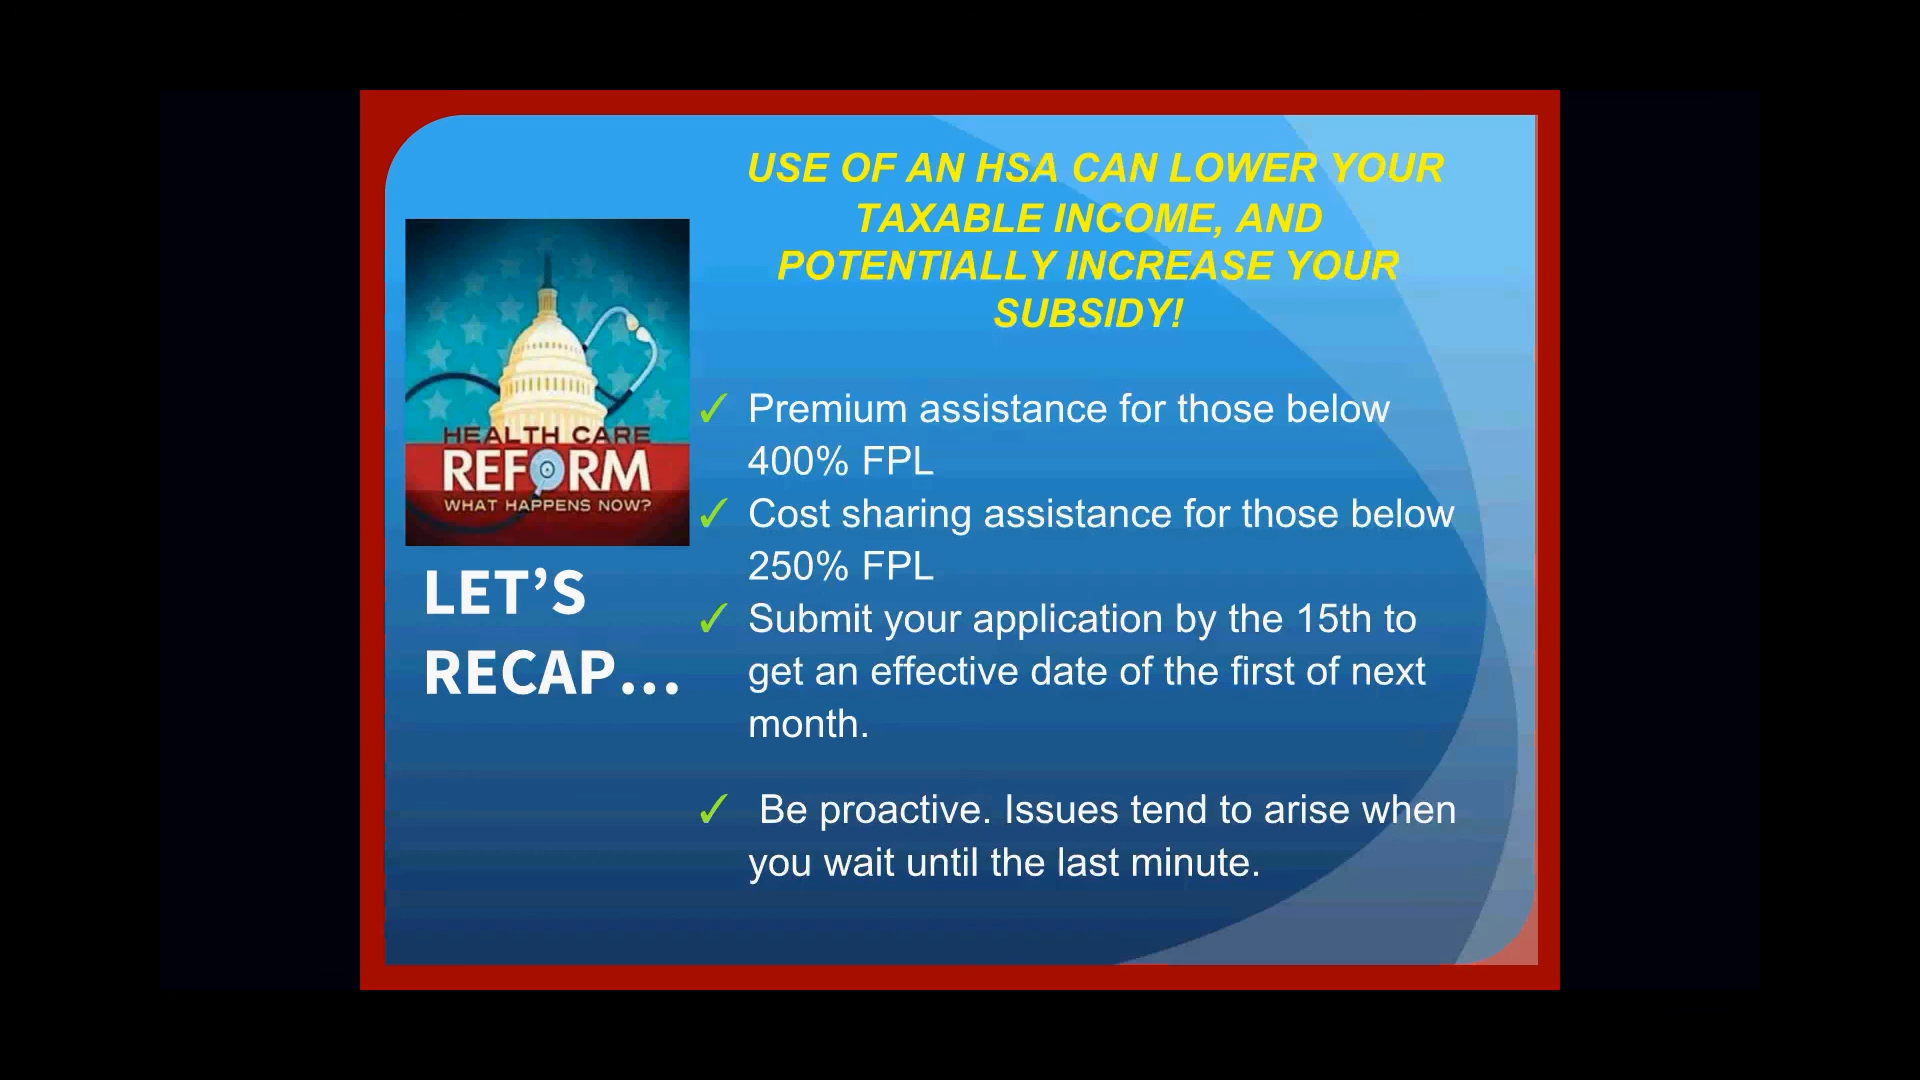 USE OF AN HSA CAN LOWER YOUR
TAXABLE INCOME, AND
POTENTIALLY INCREASE YOUR
SUBSIDY!
HEALTH CARE
REFORM
WHAT HAPPENS NOW?
LET’S
RECAP…
✓ Premium assistance for those below
400% FPL
✓ Cost sharing assistance for those below
250% FPL
✓ Submit your application by the 15th to
get an effective date of the first of next
month.
✓ Be proactive. Issues tend to arise when
you wait until the last minute.